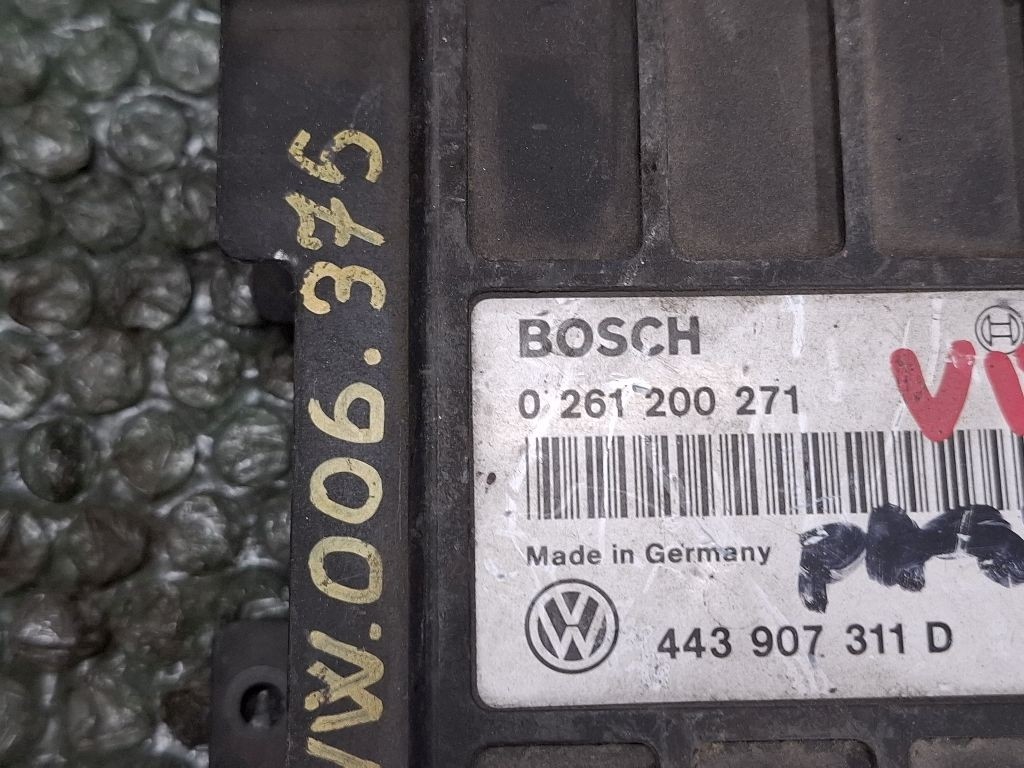 VW.006.375
BOSCH
0 261 200 271
Made in Germany
443 907 311 D